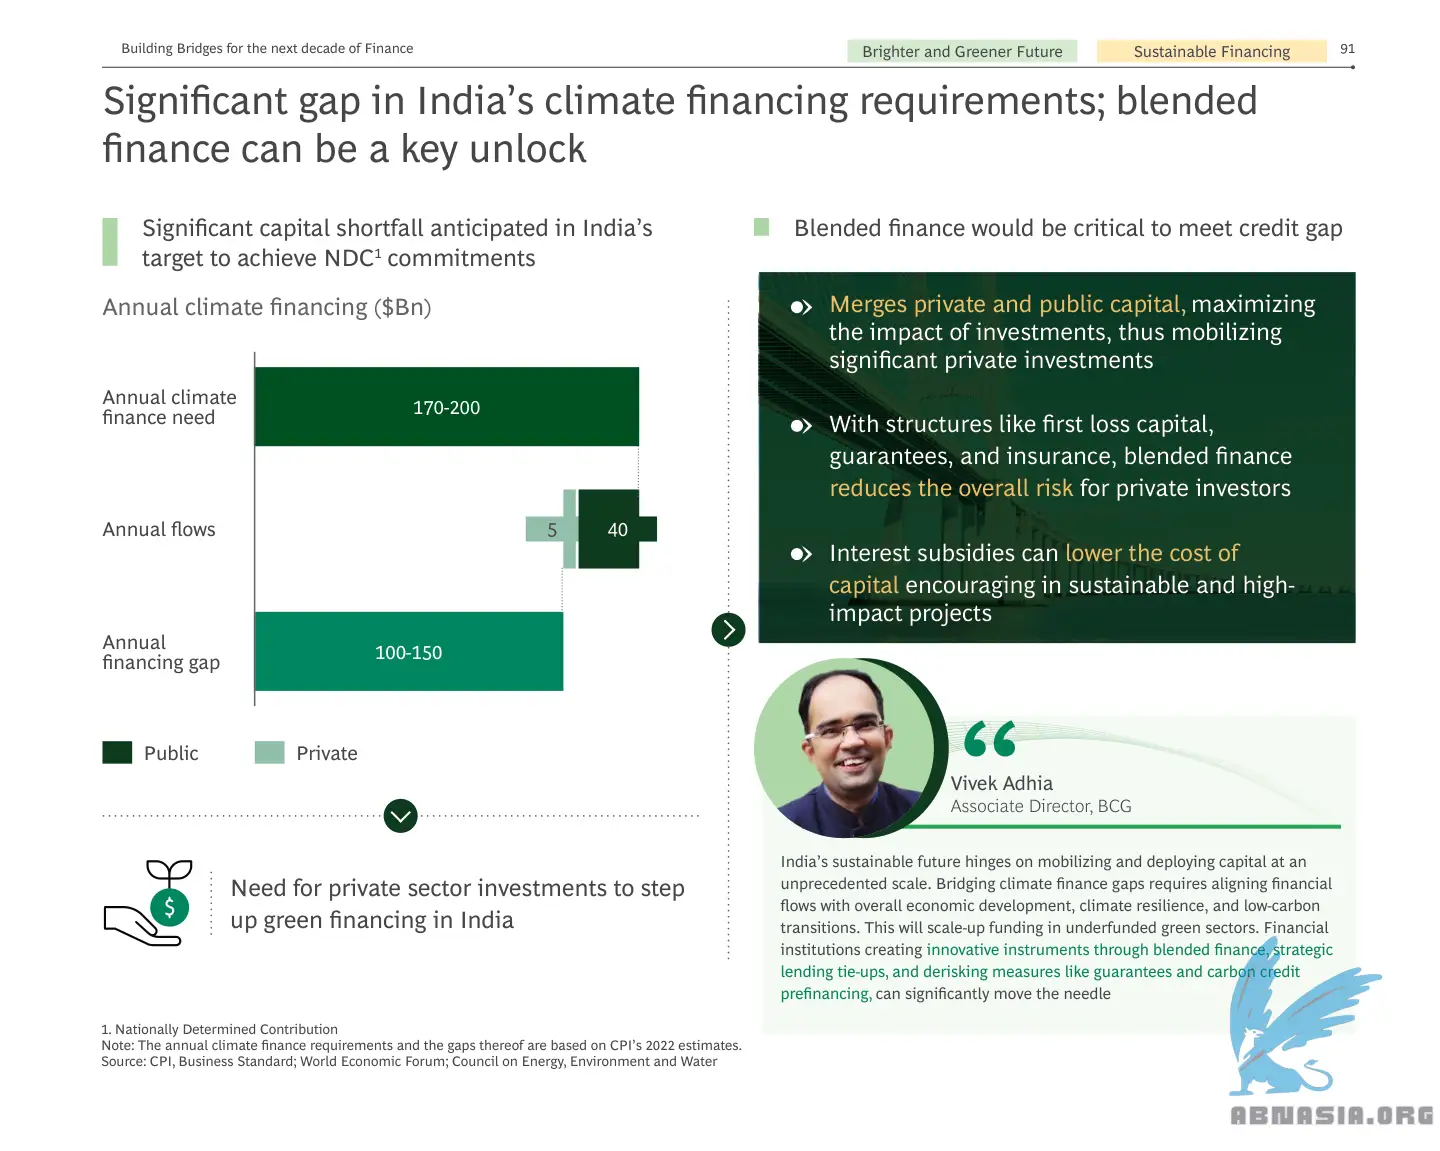 Building Bridges for the next decade of Finance
Brighter and Greener Future
Sustainable Financing
91
Significant gap in India's climate financing requirements; blended
finance can be a key unlock
Significant capital shortfall anticipated in India's
target to achieve NDC¹ commitments
Annual climate financing ($Bn)
Annual climate
finance need
170-200
Annual flows
5
40
Annual
financing gap
100-150
Public
Private
Need for private sector investments to step
up green financing in India
Blended finance would be critical to meet credit gap
Merges private and public capital, maximizing
the impact of investments, thus mobilizing
significant private investments
With structures like first loss capital,
guarantees, and insurance, blended finance
reduces the overall risk for private investors
Interest subsidies can lower the cost of
capital encouraging in sustainable and high-
impact projects
Vivek Adhia
Associate Director, BCG
India's sustainable future hinges on mobilizing and deploying capital at an
unprecedented scale. Bridging climate finance gaps requires aligning financial
flows with overall economic development, climate resilience, and low-carbon
transitions. This will scale-up funding in underfunded green sectors. Financial
institutions creating innovative instruments through blended finance, strategic
lending tie-ups, and derisking measures like guarantees and carbon credit
prefinancing, can significantly move the needle
1. Nationally Determined Contribution
Note: The annual climate finance requirements and the gaps thereof are based on CPI's 2022 estimates.
Source: CPI, Business Standard; World Economic Forum; Council on Energy, Environment and Water
ABNASIA.ORG